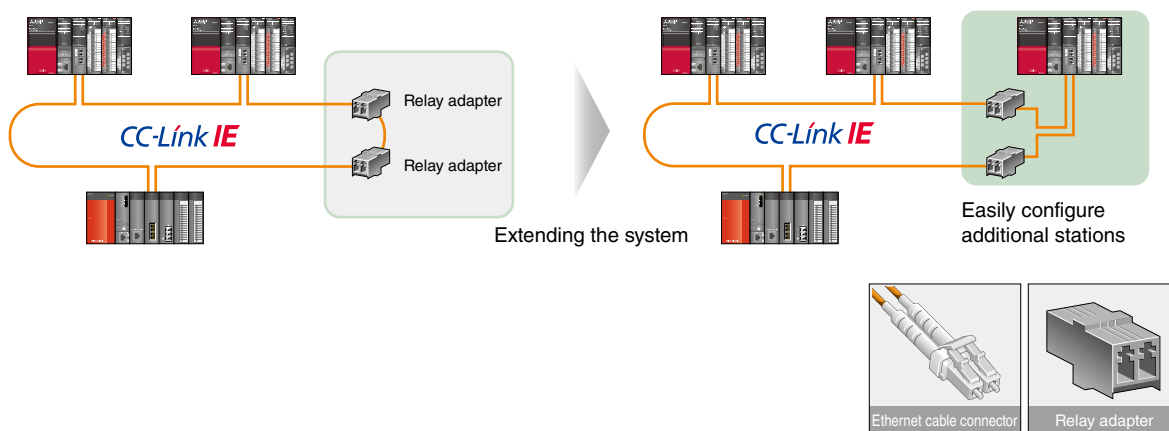 Relay adapter
CC-Link IE
Relay adapter
Extending the system
CC-Link IE
Easily configure
additional stations
Ethernet cable connector
Relay adapter